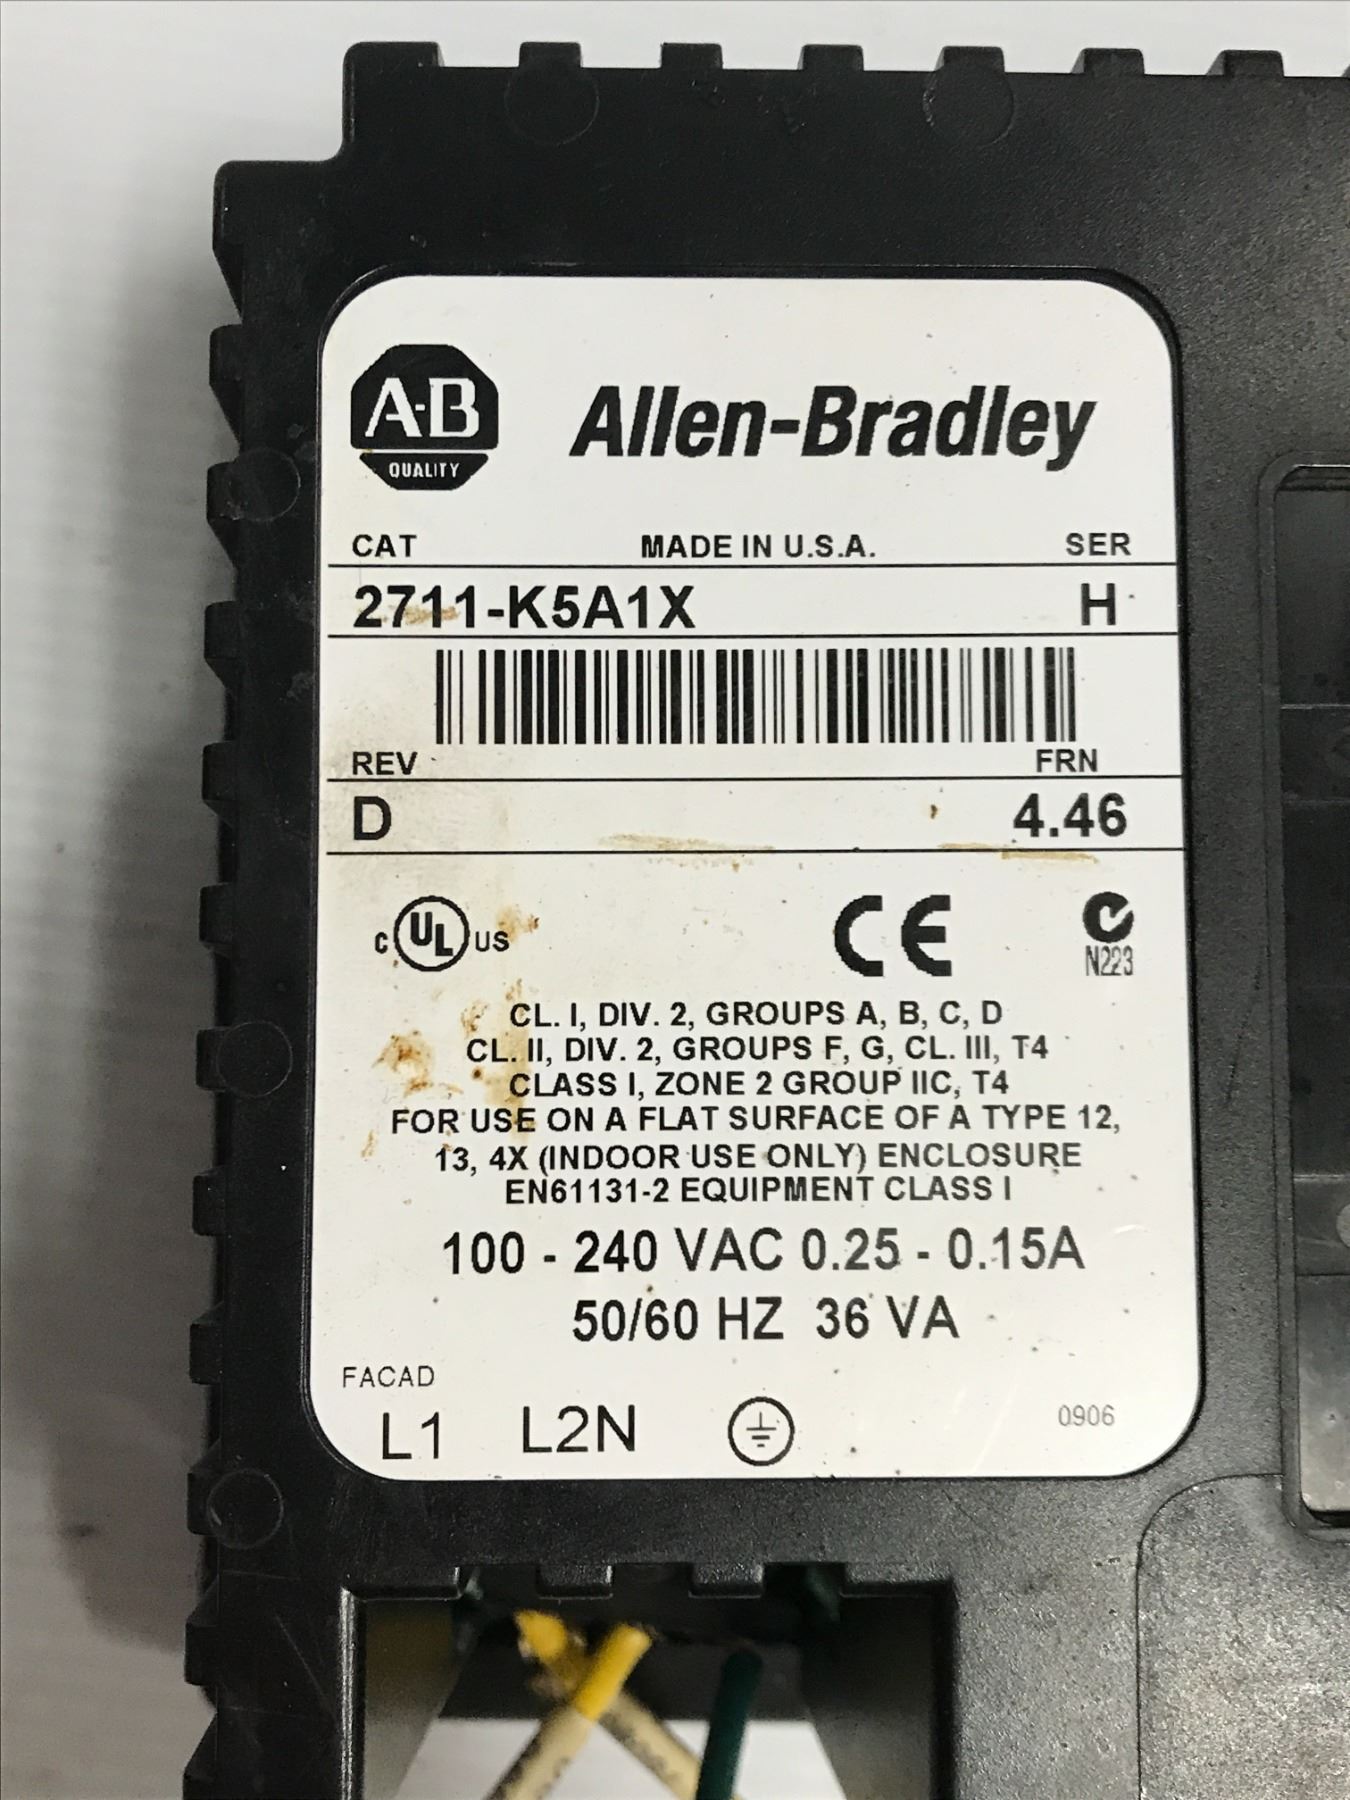 A-B
QUALITY
Allen-Bradley
CAT MADE IN U.S.A. SER
2711-K5A1X H
REV FRN
D 4.46
C UL US CE N223
CL. I, DIV. 2, GROUPS A, B, C, D
CL. II, DIV. 2, GROUPS F, G, CL. III, T4
CLASS I, ZONE 2 GROUP IIC, T4
FOR USE ON A FLAT SURFACE OF A TYPE 12,
13, 4X (INDOOR USE ONLY) ENCLOSURE
EN61131-2 EQUIPMENT CLASS I
100 - 240 VAC 0.25 - 0.15A
50/60 HZ 36 VA
FACAD
L1 L2N 0906